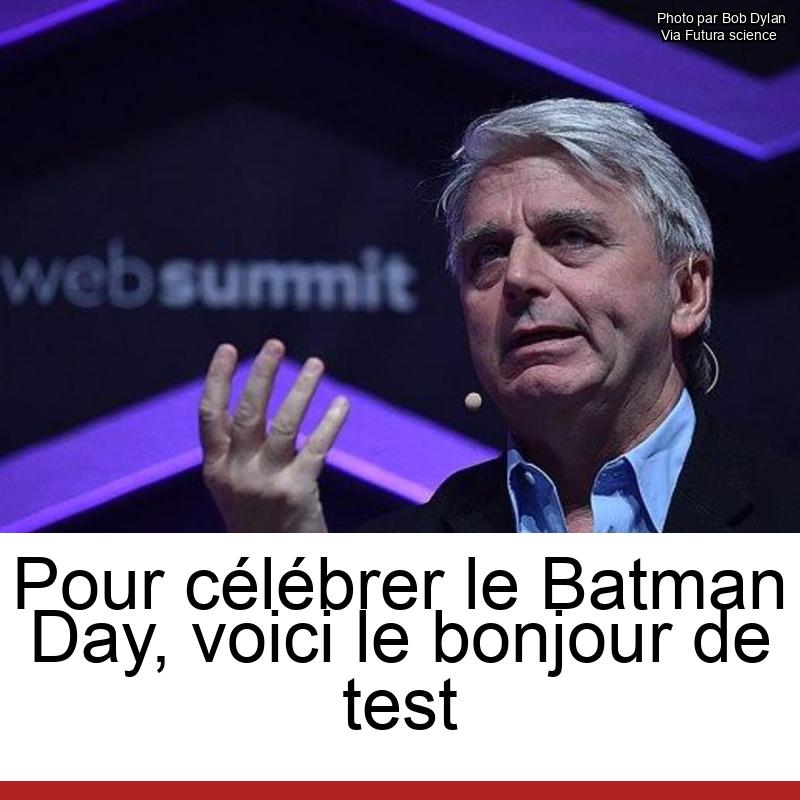 Photo par Bob Dylan
Via Futura science
websummit
Pour célébrer le Batman
Day, voici le bonjour de
test